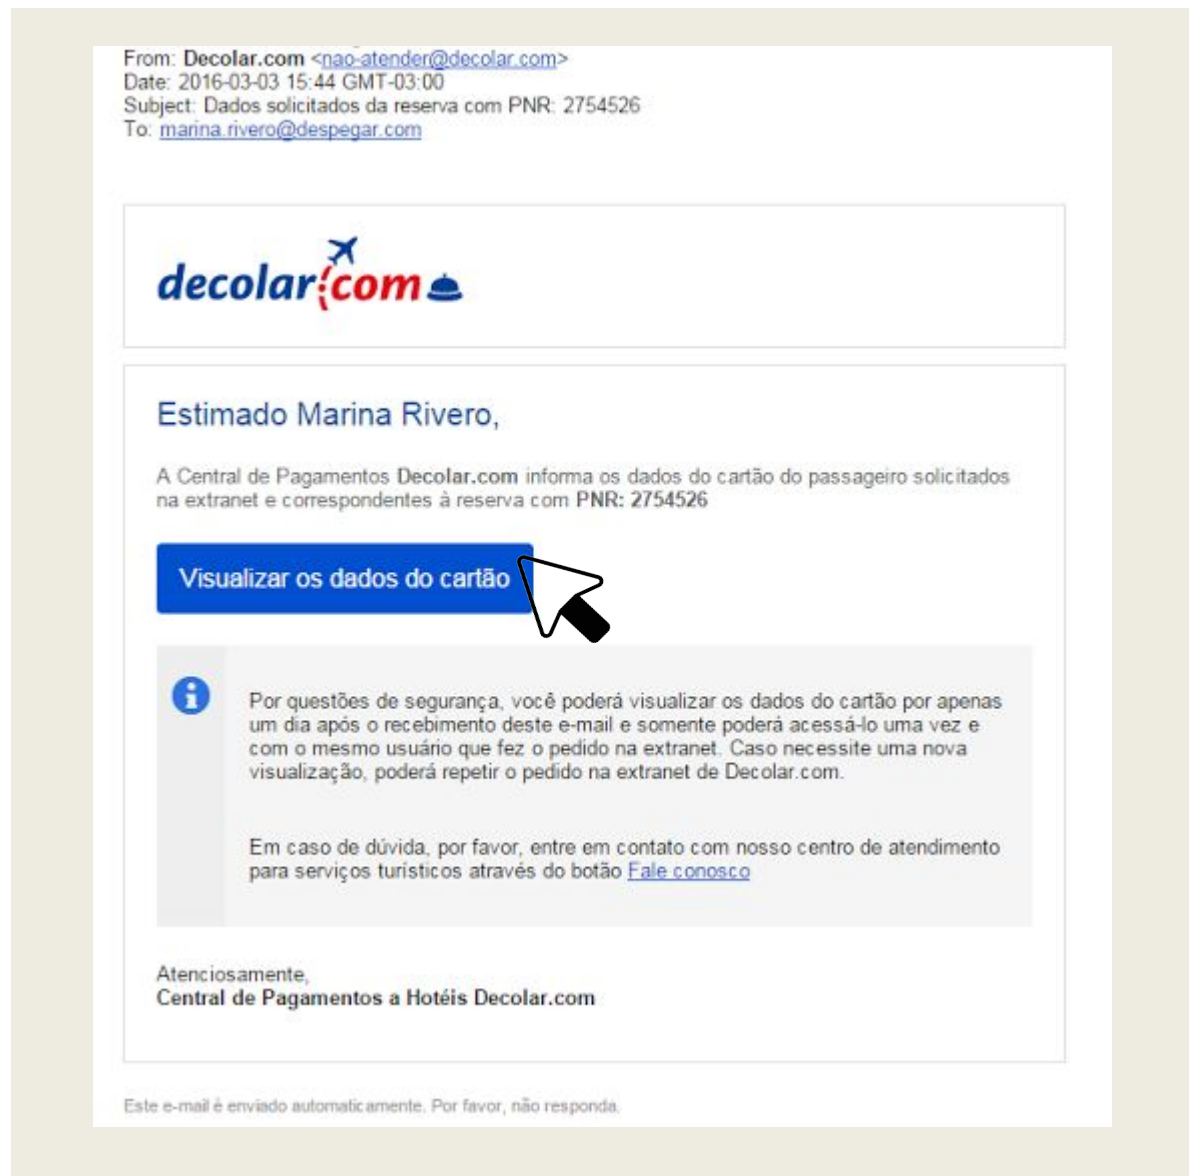 From: Decolar.com <nao-atender@decolar.com>
Date: 2016-03-03 15:44 GMT-03:00
Subject: Dados solicitados da reserva com PNR: 2754526
To: marina.rivero@despegar.com
decolar.com
Estimado Marina Rivero,
A Central de Pagamentos Decolar.com informa os dados do cartão do passageiro solicitados
na extranet e correspondentes à reserva com PNR: 2754526
Visualizar os dados do cartão
Por questões de segurança, você poderá visualizar os dados do cartão por apenas
um dia após o recebimento deste e-mail e somente poderá acessá-lo uma vez e
com o mesmo usuário que fez o pedido na extranet. Caso necessite uma nova
visualização, poderá repetir o pedido na extranet de Decolar.com.
Em caso de dúvida, por favor, entre em contato com nosso centro de atendimento
para serviços turísticos através do botão Fale conosco
Atenciosamente,
Central de Pagamentos a Hotéis Decolar.com
Este e-mail é enviado automaticamente. Por favor, não responda.